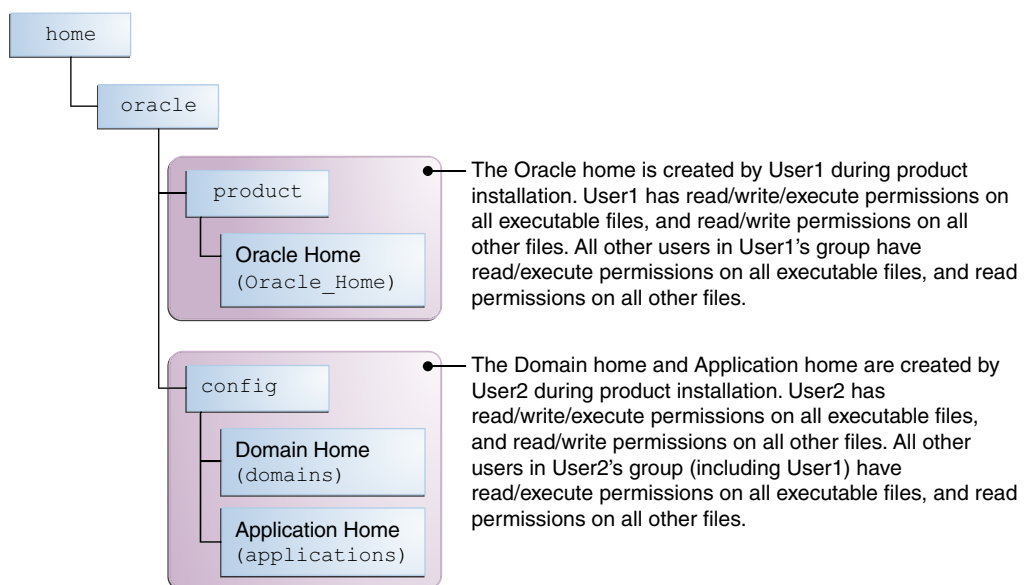 home
oracle
product
Oracle Home
(Oracle_Home)
The Oracle home is created by User1 during product
installation. User1 has read/write/execute permissions on
all executable files, and read/write permissions on all
other files. All other users in User1's group have
read/execute permissions on all executable files, and read
permissions on all other files.
config
Domain Home
(domains)
Application Home
(applications)
The Domain home and Application home are created by
User2 during product installation. User2 has
read/write/execute permissions on all executable files,
and read/write permissions on all other files. All other
users in User2's group (including User1) have
read/execute permissions on all executable files, and read
permissions on all other files.